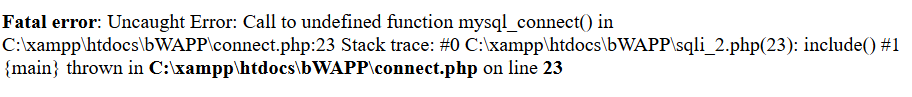 Fatal error: Uncaught Error: Call to undefined function mysql_connect() in
C:\xampp\htdocs\bWAPP\connect.php:23 Stack trace: #0 C:\xampp\htdocs\bWAPP\sqli_2.php(23): include() #1
{main} thrown in C:\xampp\htdocs\bWAPP\connect.php on line 23